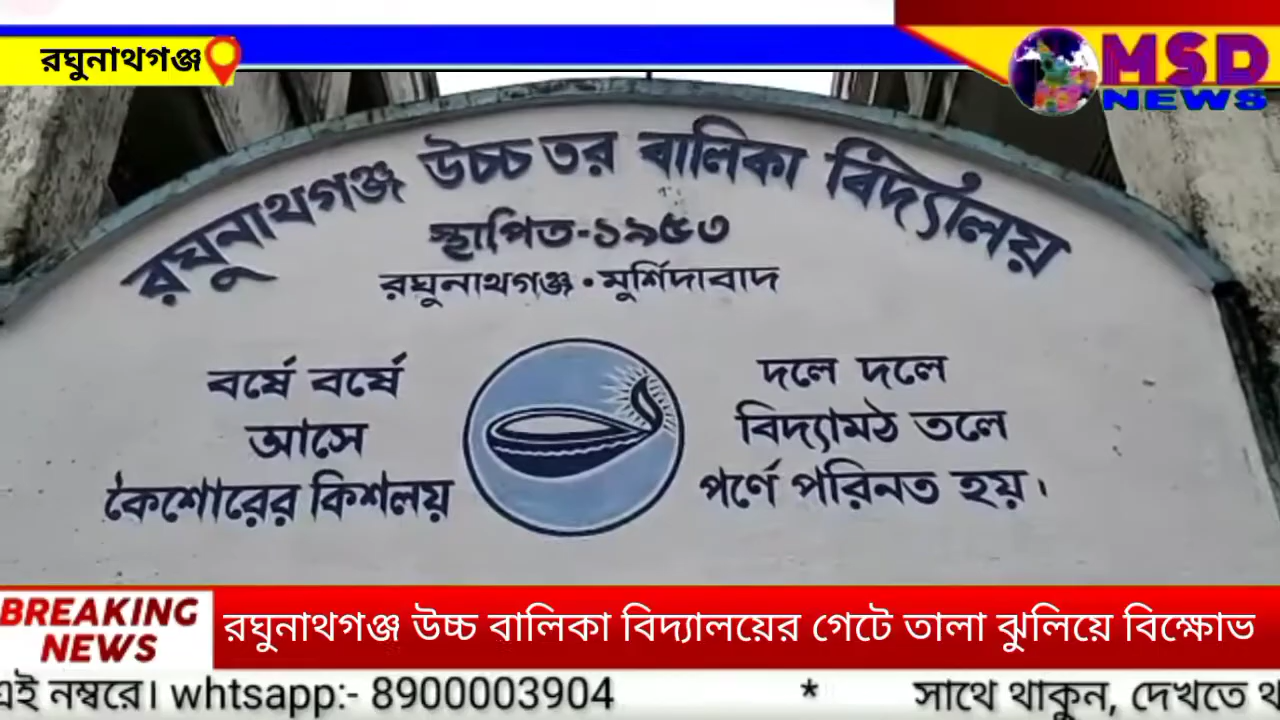 রঘুনাথগঞ্জ
MSD
NEWS
রঘুনাথগঞ্জ উচ্চতর বালিকা বিদ্যালয়
স্থাপিত-১৯৫৩
রঘুনাথগঞ্জ • মুর্শিদাবাদ
বর্ষে বর্ষে
আসে
কৈশোরের কিশলয়
দলে দলে
বিদ্যামঠ তলে
পর্ণে পরিনত হয়।
BREAKING
NEWS
রঘুনাথগঞ্জ উচ্চ বালিকা বিদ্যালয়ের গেটে তালা ঝুলিয়ে বিক্ষোভ
এই নম্বরে। whtsapp:- 8900003904 * সাথে থাকুন, দেখতে